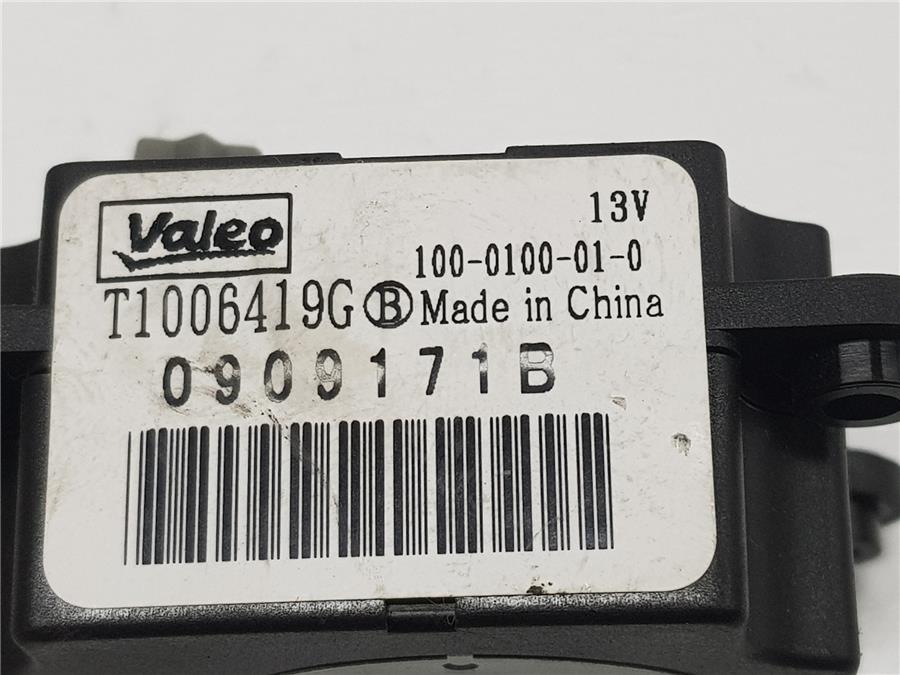 Valeo
13V
100-0100-01-0
T1006419G Ⓑ Made in China
0909171B